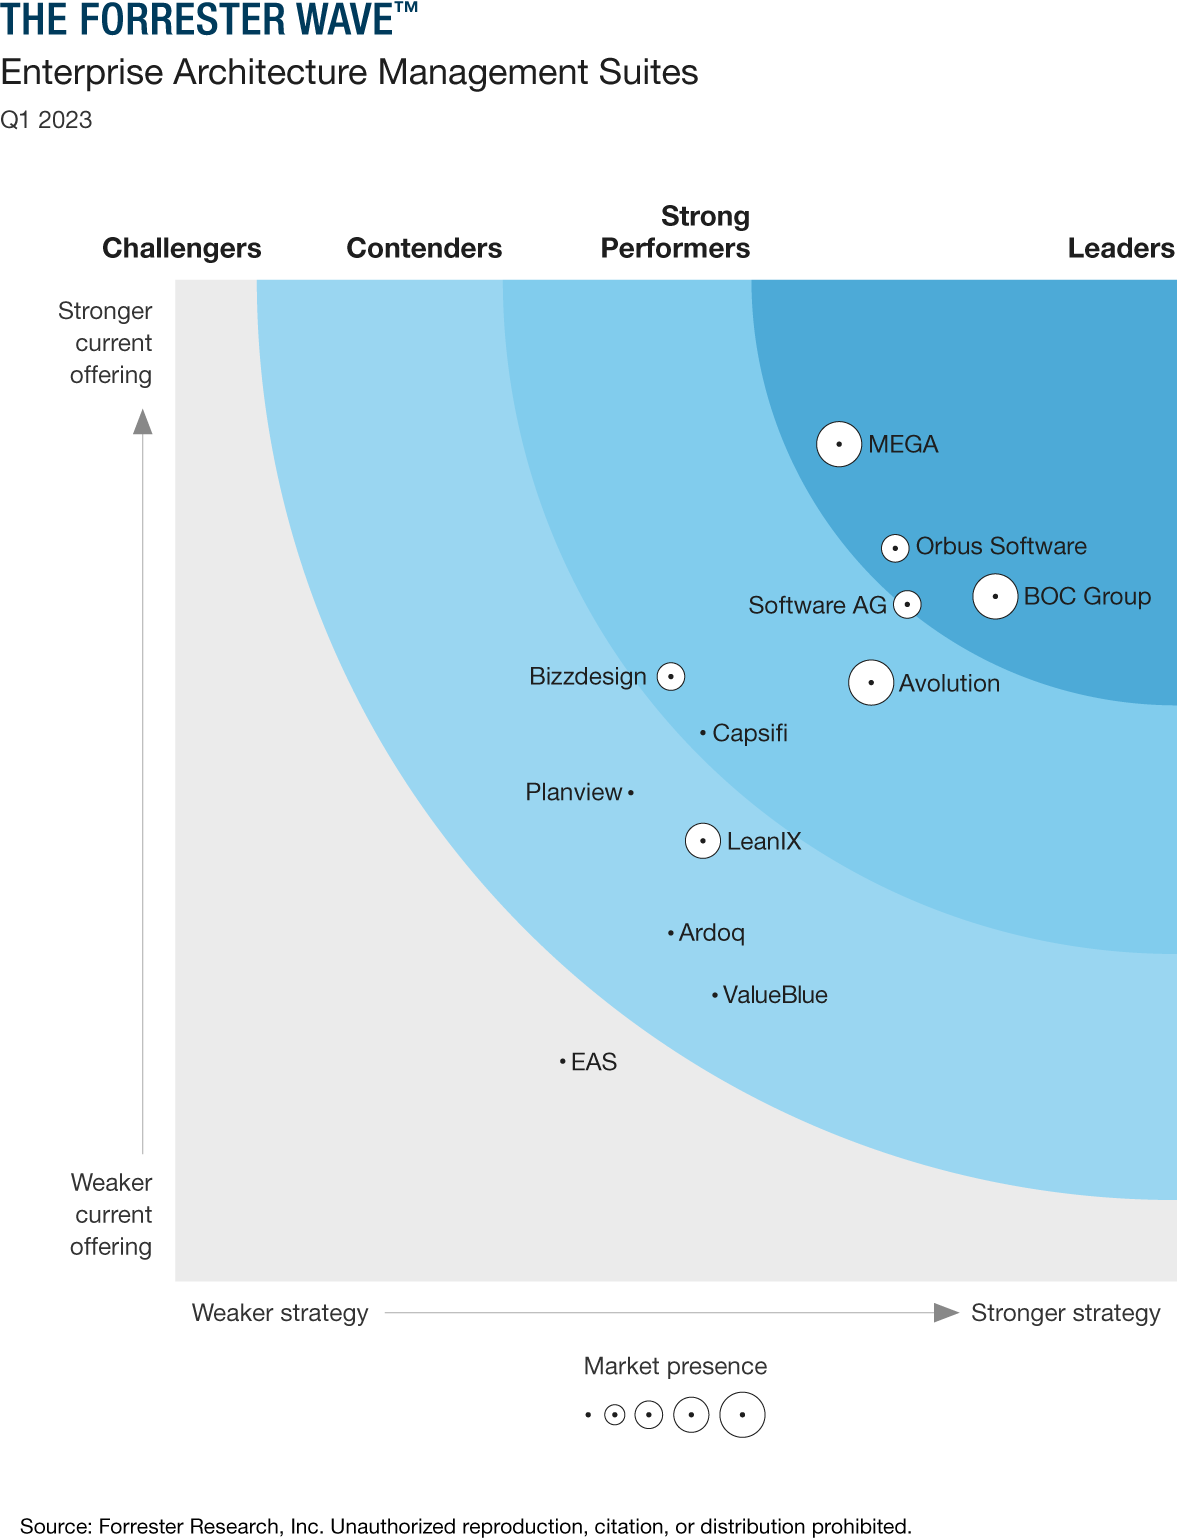 THE FORRESTER WAVE™
Enterprise Architecture Management Suites
Q1 2023
Strong
Challengers Contenders Performers Leaders
Stronger
current
offering
MEGA
Orbus Software
BOC Group
Software AG
Bizzdesign
Avolution
Capsifi
Planview
LeanIX
Ardoq
ValueBlue
EAS
Weaker
current
offering
Weaker strategy
Stronger strategy
Market presence
Source: Forrester Research, Inc. Unauthorized reproduction, citation, or distribution prohibited.